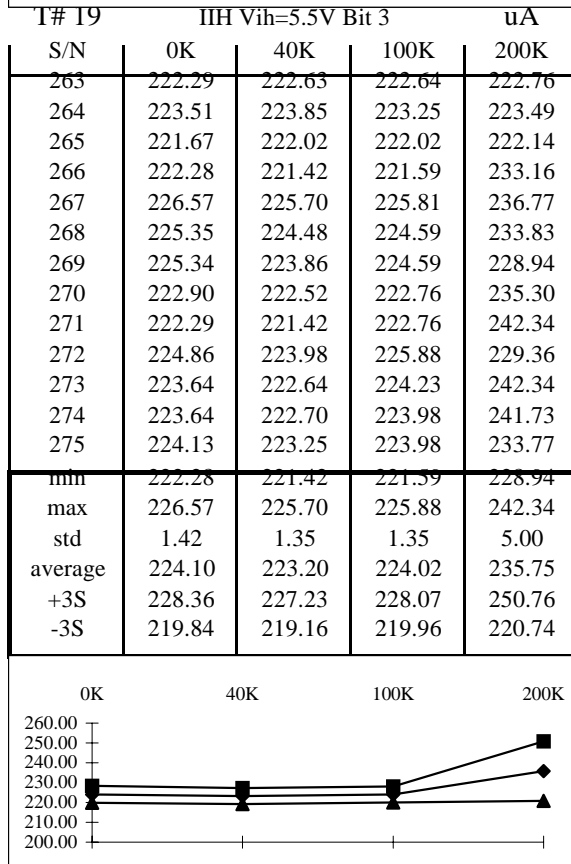 T# 19 IIH Vih=5.5V Bit 3 uA
S/N 0K 40K 100K 200K
263 222.29 222.63 222.64 222.76
264 223.51 223.85 223.25 223.49
265 221.67 222.02 222.02 222.14
266 222.28 221.42 221.59 233.16
267 226.57 225.70 225.81 236.77
268 225.35 224.48 224.59 233.83
269 225.34 223.86 224.59 228.94
270 222.90 222.52 222.76 235.30
271 222.29 221.42 222.76 242.34
272 224.86 223.98 225.88 229.36
273 223.64 222.64 224.23 242.34
274 223.64 222.70 223.98 241.73
275 224.13 223.25 223.98 233.77
min 222.28 221.42 221.59 228.94
max 226.57 225.70 225.88 242.34
std 1.42 1.35 1.35 5.00
average 224.10 223.20 224.02 235.75
+3S 228.36 227.23 228.07 250.76
-3S 219.84 219.16 219.96 220.74
0K 40K 100K 200K
260.00
250.00
240.00
230.00
220.00
210.00
200.00